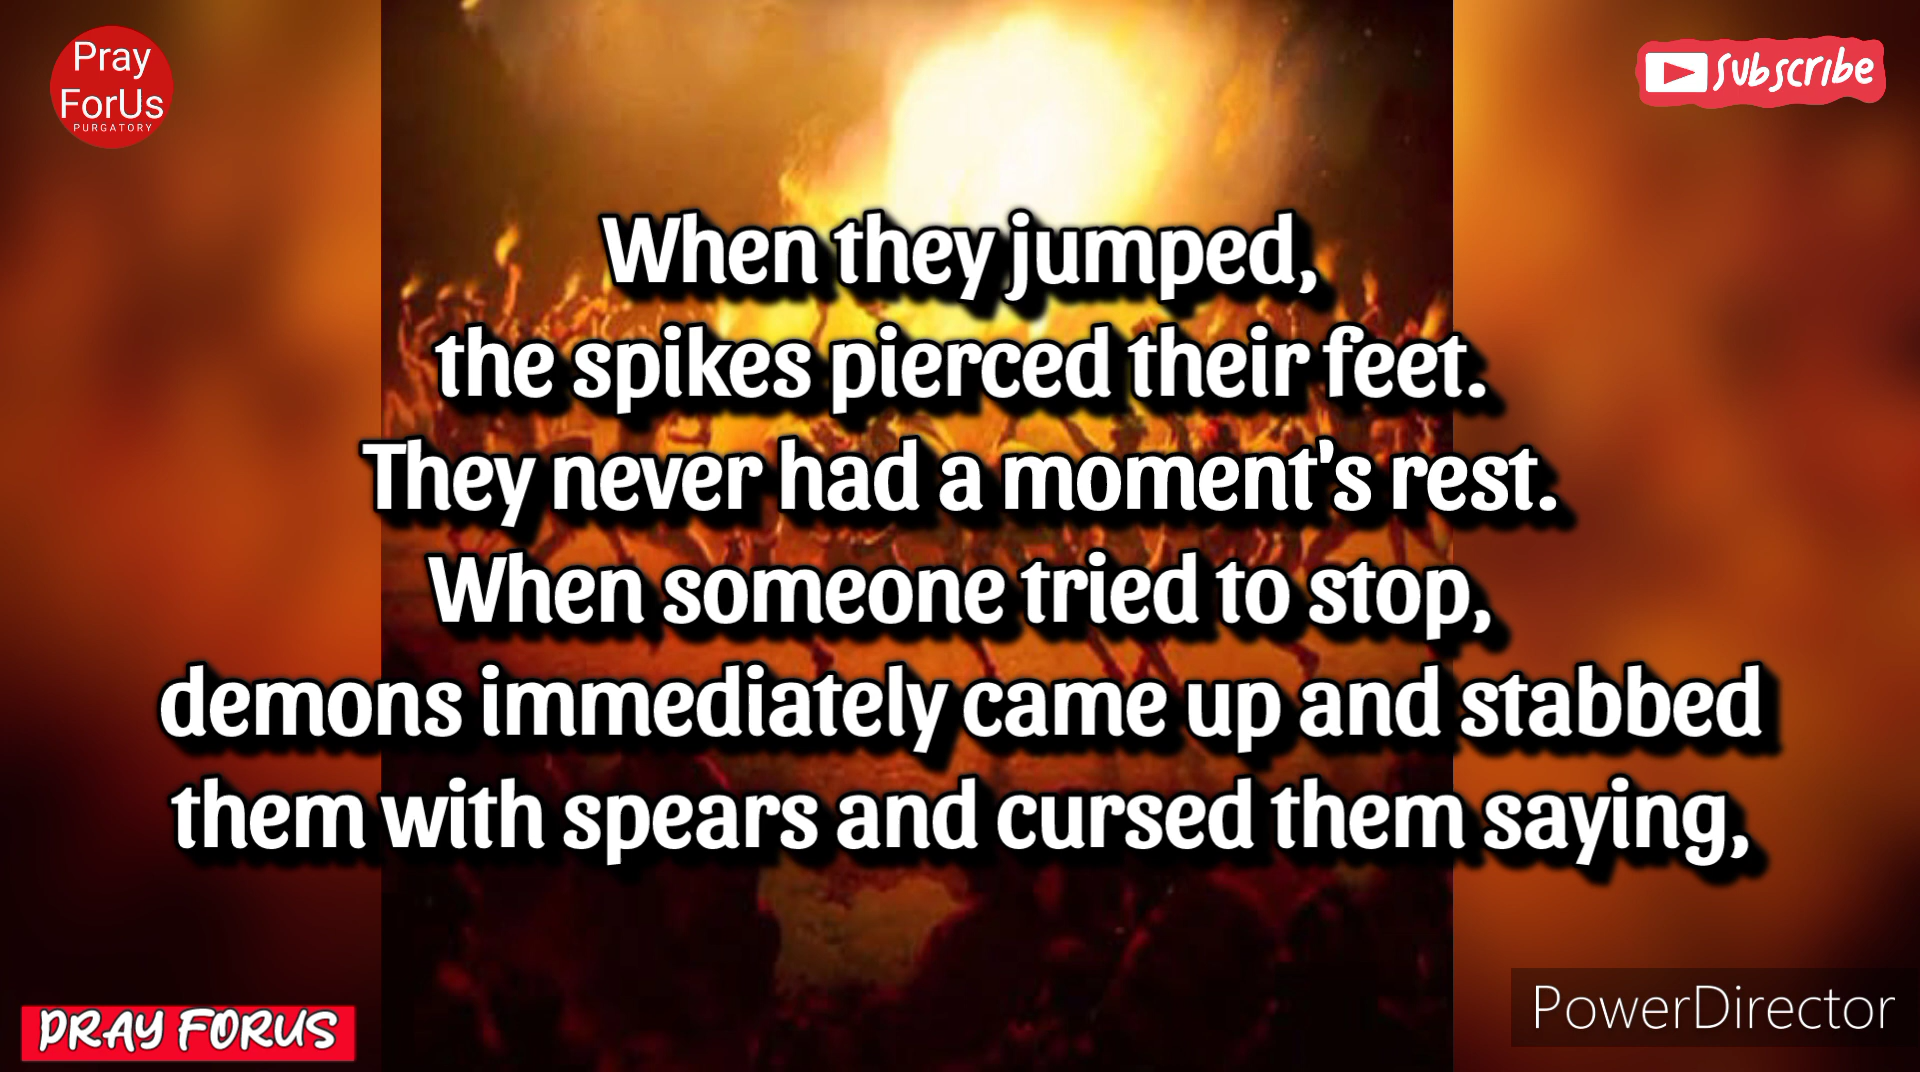 Pray
ForUs
PURGATORY
SUBSCRIBE
When they jumped,
the spikes pierced their feet.
They never had a moment's rest.
When someone tried to stop,
demons immediately came up and stabbed
them with spears and cursed them saying,
PRAY FORUS
PowerDirector